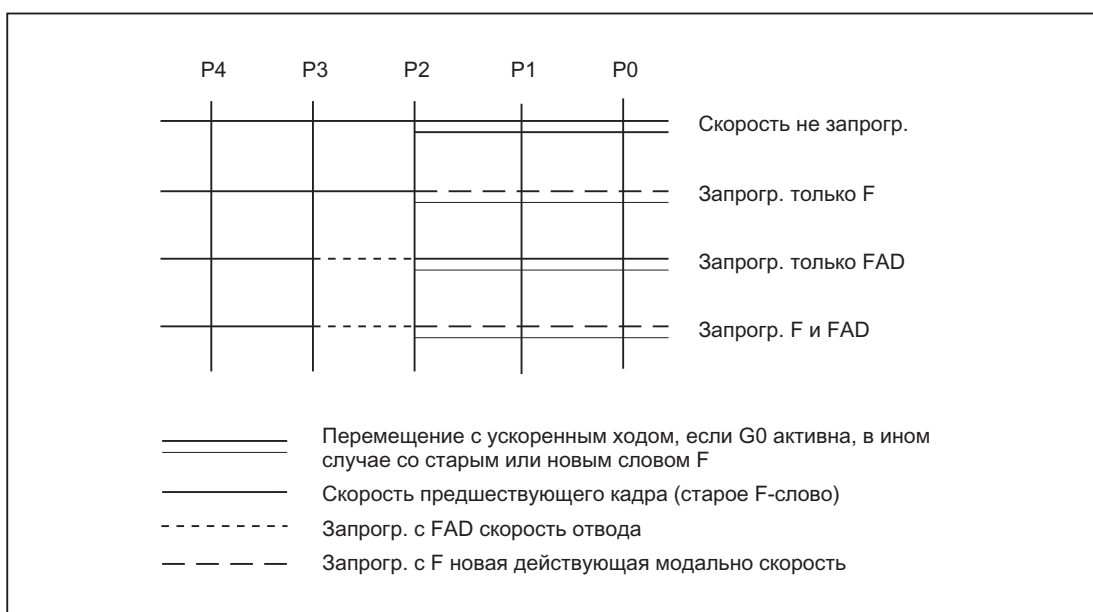 P4 P3 P2 P1 P0
Скорость не запрогр.
Запрогр. только F
Запрогр. только FAD
Запрогр. F и FAD
Перемещение с ускоренным ходом, если G0 активна, в ином
случае со старым или новым словом F
Скорость предшествующего кадра (старое F-слово)
Запрогр. с FAD скорость отвода
Запрогр. с F новая действующая модально скорость